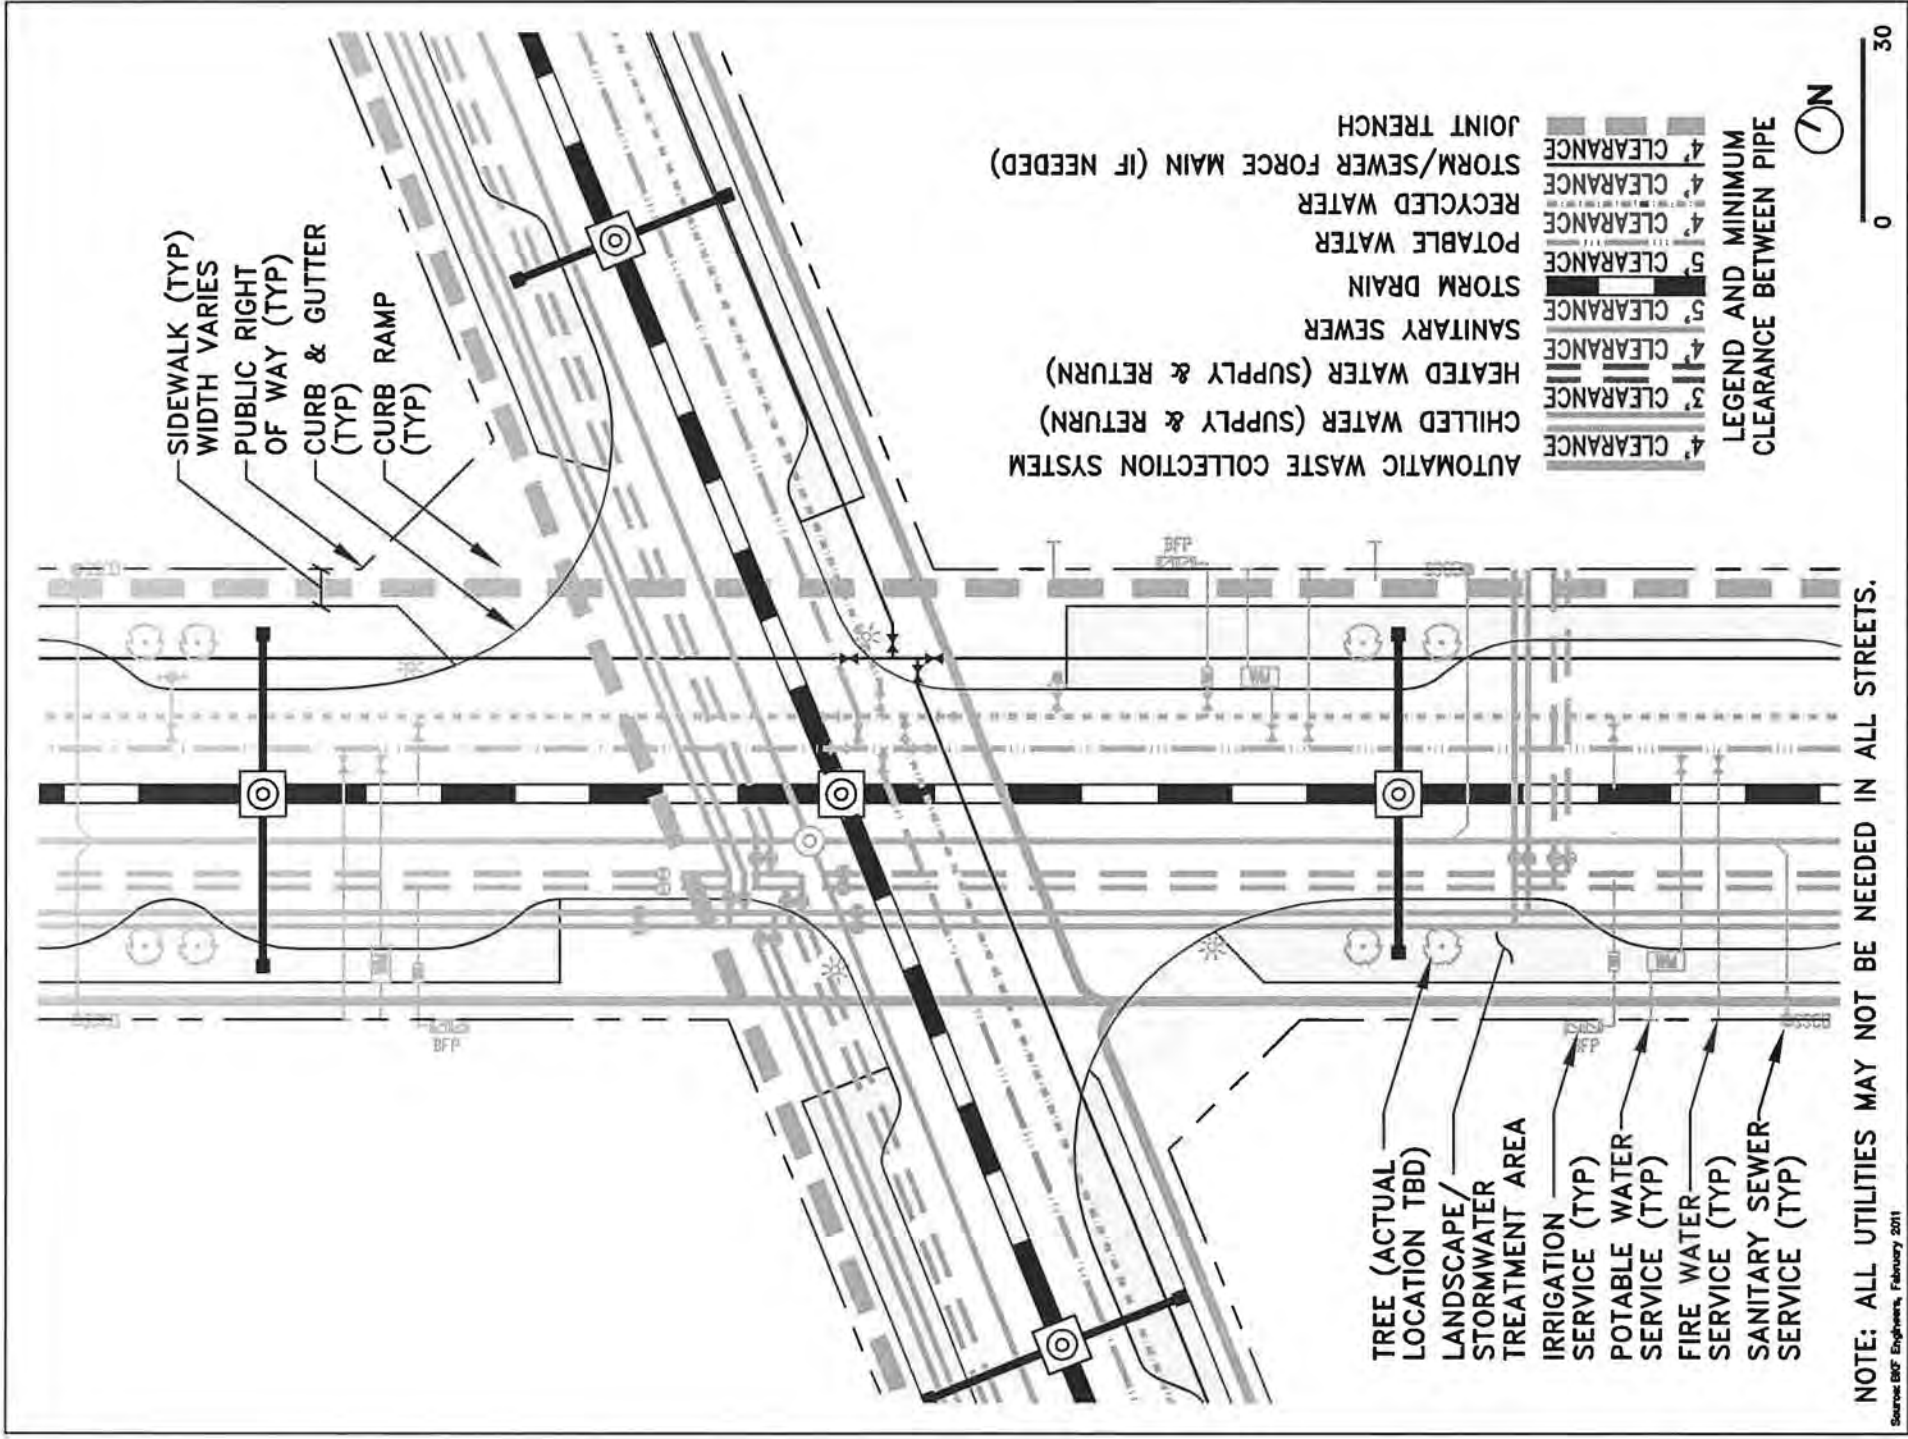 SIDEWALK (TYP)
WIDTH VARIES
PUBLIC RIGHT
OF WAY (TYP)
CURB & GUTTER
(TYP)
CURB RAMP
(TYP)
JOINT TRENCH
4' CLEARANCE
STORM/SEWER FORCE MAIN (IF NEEDED)
4' CLEARANCE
RECYCLED WATER
4' CLEARANCE
POTABLE WATER
5' CLEARANCE
STORM DRAIN
5' CLEARANCE
SANITARY SEWER
4' CLEARANCE
HEATED WATER (SUPPLY & RETURN)
3' CLEARANCE
CHILLED WATER (SUPPLY & RETURN)
4' CLEARANCE
AUTOMATIC WASTE COLLECTION SYSTEM
LEGEND AND MINIMUM
CLEARANCE BETWEEN PIPE
N
0 30
BFP
WM
BFP
WM
BFP
WM
TREE (ACTUAL
LOCATION TBD)
LANDSCAPE/
STORMWATER
TREATMENT AREA
IRRIGATION
SERVICE (TYP)
POTABLE WATER
SERVICE (TYP)
FIRE WATER
SERVICE (TYP)
SANITARY SEWER
SERVICE (TYP)
NOTE: ALL UTILITIES MAY NOT BE NEEDED IN ALL STREETS.
Source: BKF Engineers, February 2011